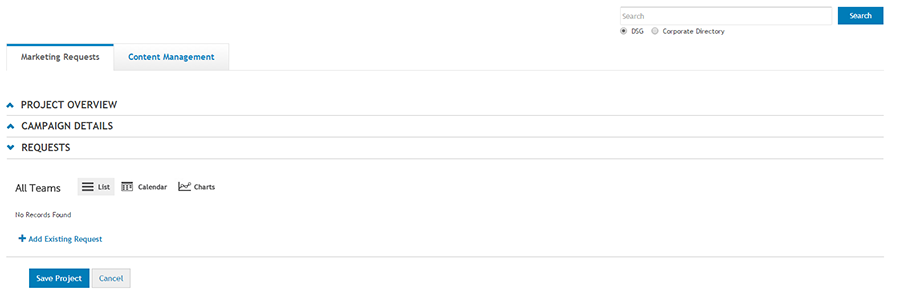 Search Search
DSG Corporate Directory
Marketing Requests Content Management
PROJECT OVERVIEW
CAMPAIGN DETAILS
REQUESTS
All Teams List Calendar Charts
No Records Found
Add Existing Request
Save Project Cancel